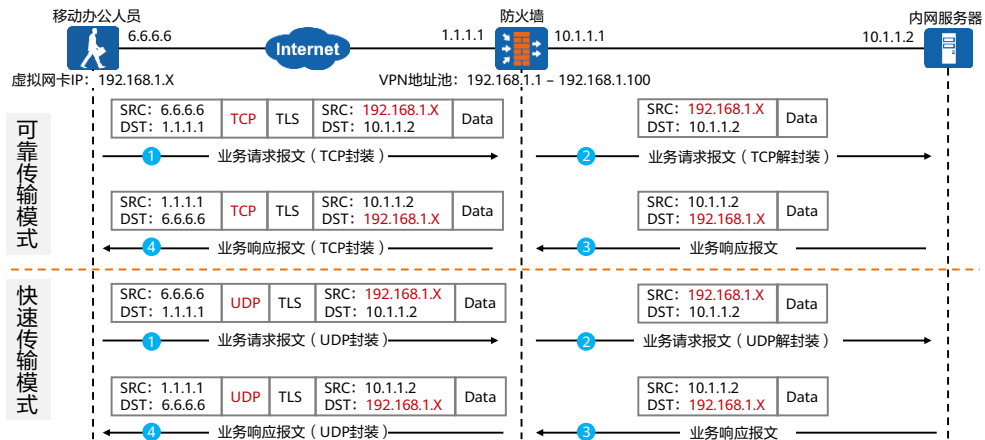 移动办公人员
防火墙
内网服务器
6.6.6.6
Internet
1.1.1.1
10.1.1.1
10.1.1.2
虚拟网卡IP：192.168.1.X
VPN地址池：192.168.1.1 – 192.168.1.100
可靠传输模式
SRC：6.6.6.6
DST：1.1.1.1
TCP
TLS
SRC：192.168.1.X
DST：10.1.1.2
Data
SRC：192.168.1.X
DST：10.1.1.2
Data
1
业务请求报文（TCP封装）
2
业务请求报文（TCP解封装）
SRC：1.1.1.1
DST：6.6.6.6
TCP
TLS
SRC：10.1.1.2
DST：192.168.1.X
Data
SRC：10.1.1.2
DST：192.168.1.X
Data
4
业务响应报文（TCP封装）
3
业务响应报文
快速传输模式
SRC：6.6.6.6
DST：1.1.1.1
UDP
TLS
SRC：192.168.1.X
DST：10.1.1.2
Data
SRC：192.168.1.X
DST：10.1.1.2
Data
1
业务请求报文（UDP封装）
2
业务请求报文（UDP解封装）
SRC：1.1.1.1
DST：6.6.6.6
UDP
TLS
SRC：10.1.1.2
DST：192.168.1.X
Data
SRC：10.1.1.2
DST：192.168.1.X
Data
4
业务响应报文（UDP封装）
3
业务响应报文